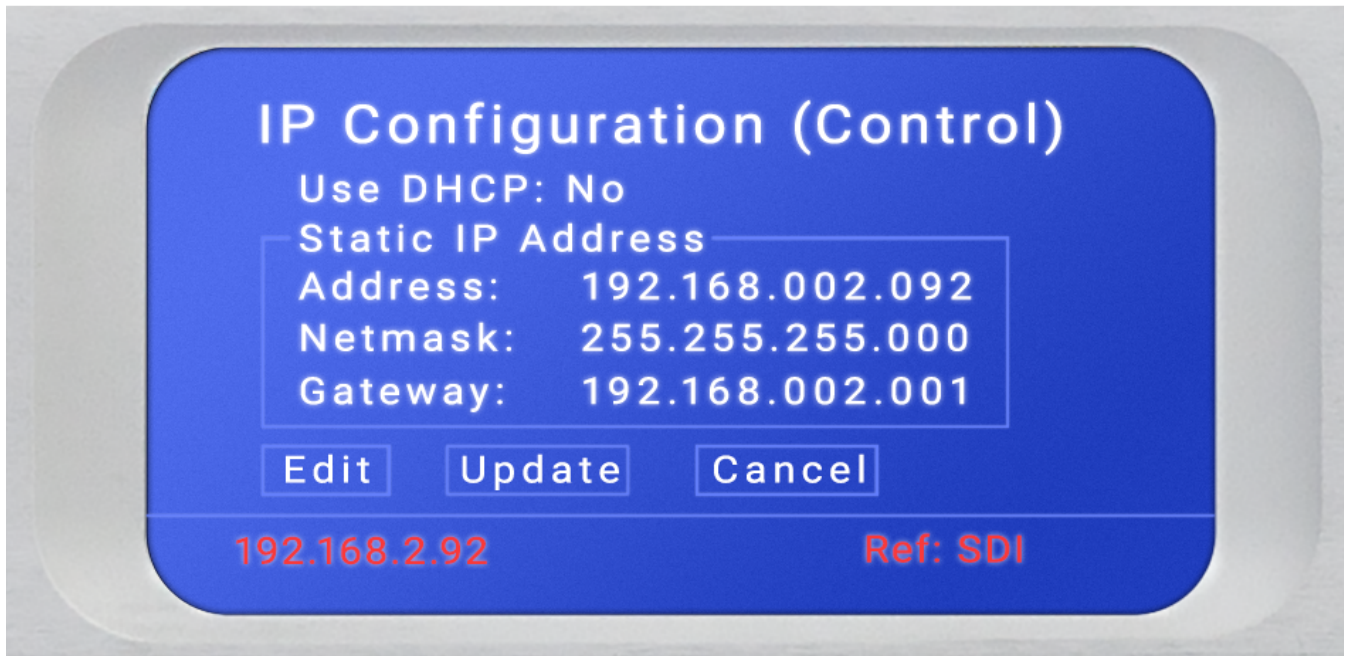 IP Configuration (Control)
Use DHCP: No
Static IP Address
Address: 192.168.002.092
Netmask: 255.255.255.000
Gateway: 192.168.002.001
Edit Update Cancel
192.168.2.92 Ref: SDI